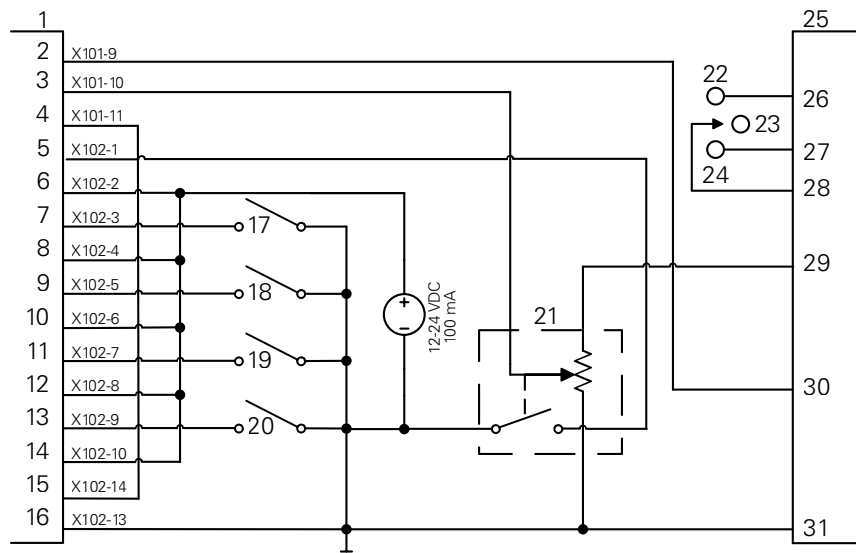 1
25
2 X101-9
3 X101-10
22
26
4 X101-11
23
5 X102-1
27
24
6 X102-2
28
7 X102-3
17
8 X102-4
29
9 X102-5
18
10 X102-6
12-24 VDC
100 mA
21
11 X102-7
19
12 X102-8
30
13 X102-9
20
14 X102-10
15 X102-14
16 X102-13
31